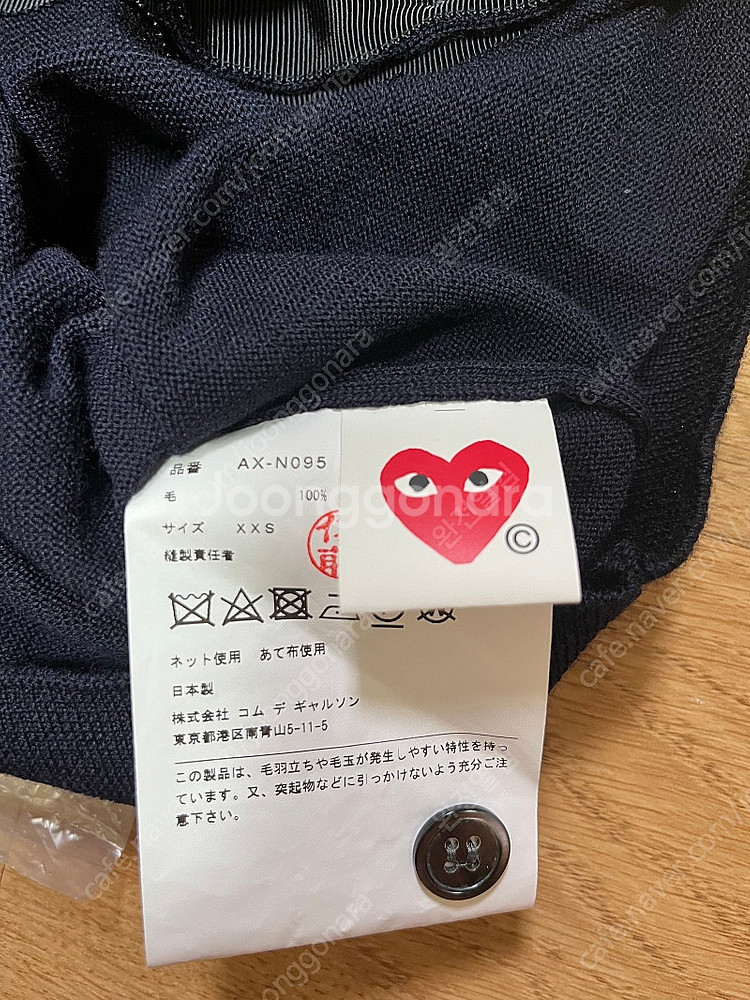 品番 AX-N095
毛 100%
サイズ XXS
縫製責任者
©
ネット使用 あて布使用
日本製
株式会社 コム デ ギャルソン
東京都港区南青山5-11-5
この製品は、毛羽立ちや毛玉が発生しやすい特性を持っ
ています。又、突起物などに引っかけないよう充分ご注
意下さい。
Joonggonara
cafe.naver.com/